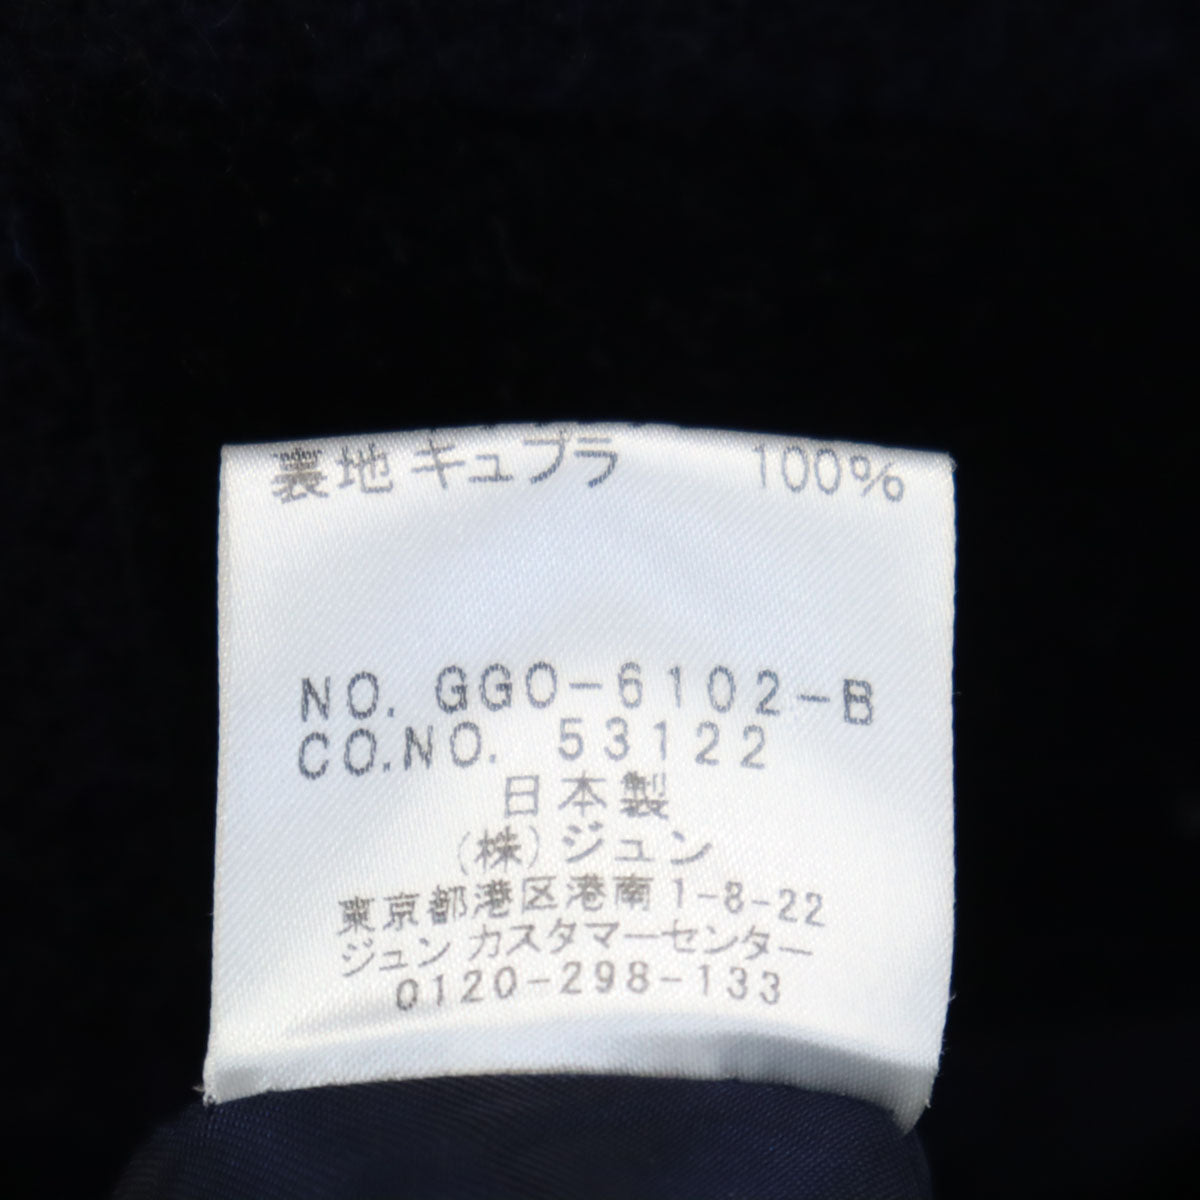 裏地 キュプラ 100%
NO. GGO-6102-B
CO.NO. 53122
日本製
(株)ジュン
東京都港区港南1-8-22
ジュン カスタマーセンター
0120-298-133